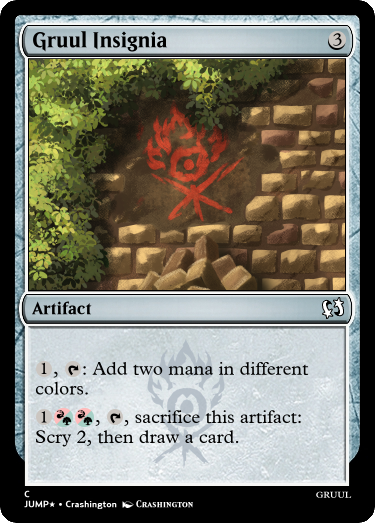 Gruul Insignia 3
Artifact
1, : Add two mana in different
colors.
1 , , sacrifice this artifact:
Scry 2, then draw a card.
C
JUMP★ • Crashington CRASHINGTON
GRUUL